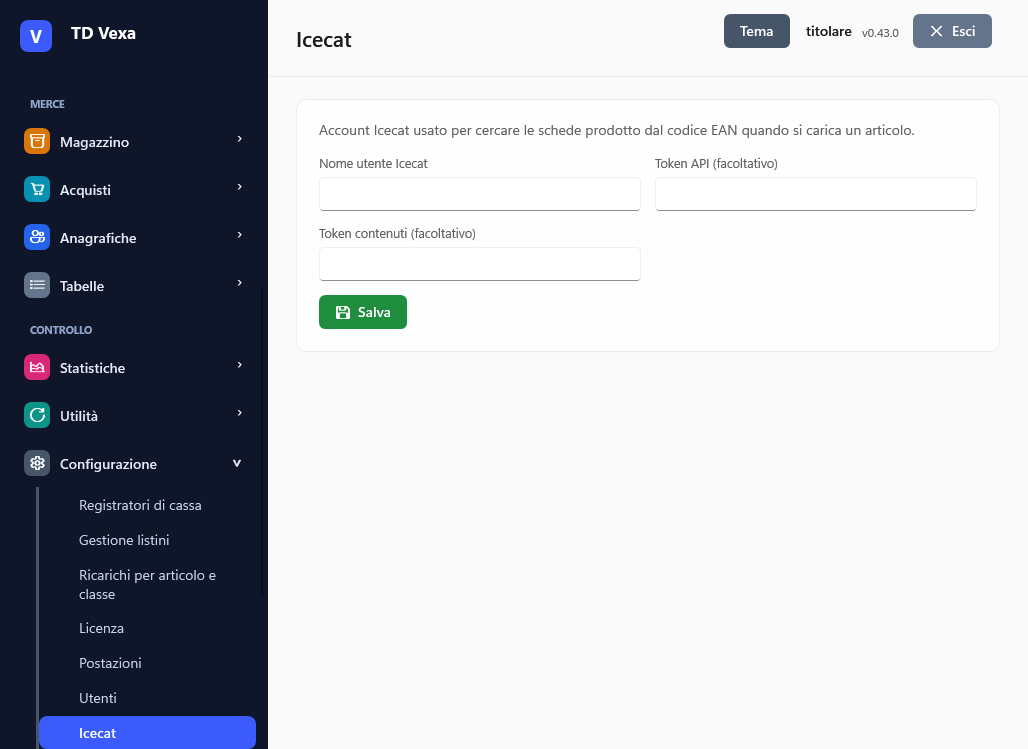 V
TD Vexa
MERCE
Magazzino
Acquisti
Anagrafiche
Tabelle
CONTROLLO
Statistiche
Utilità
Configurazione
Registratori di cassa
Gestione listini
Ricarichi per articolo e
classe
Licenza
Postazioni
Utenti
Icecat
Icecat
Tema
titolare
v0.43.0
Esci
Account Icecat usato per cercare le schede prodotto dal codice EAN quando si carica un articolo.
Nome utente Icecat
Token API (facoltativo)
Token contenuti (facoltativo)
Salva